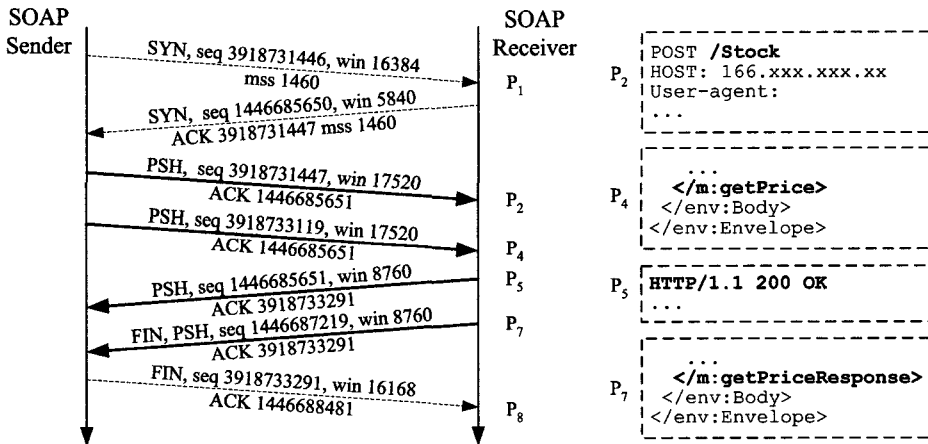 SOAP
Sender
SOAP
Receiver
SYN, seq 3918731446, win 16384
mss 1460
P1
SYN, seq 1446685650, win 5840
ACK 3918731447 mss 1460
PSH, seq 3918731447, win 17520
ACK 1446685651
P2
PSH, seq 3918733119, win 17520
ACK 1446685651
P4
PSH, seq 1446685651, win 8760
ACK 3918733291
P5
FIN, PSH, seq 1446687219, win 8760
ACK 3918733291
P7
FIN, seq 3918733291, win 16168
ACK 1446688481
P8
P2
POST /Stock
HOST: 166.xxx.xxx.xx
User-agent:
...
P4
...
</m:getPrice>
</env:Body>
</env:Envelope>
P5
HTTP/1.1 200 OK
...
P7
...
</m:getPriceResponse>
</env:Body>
</env:Envelope>